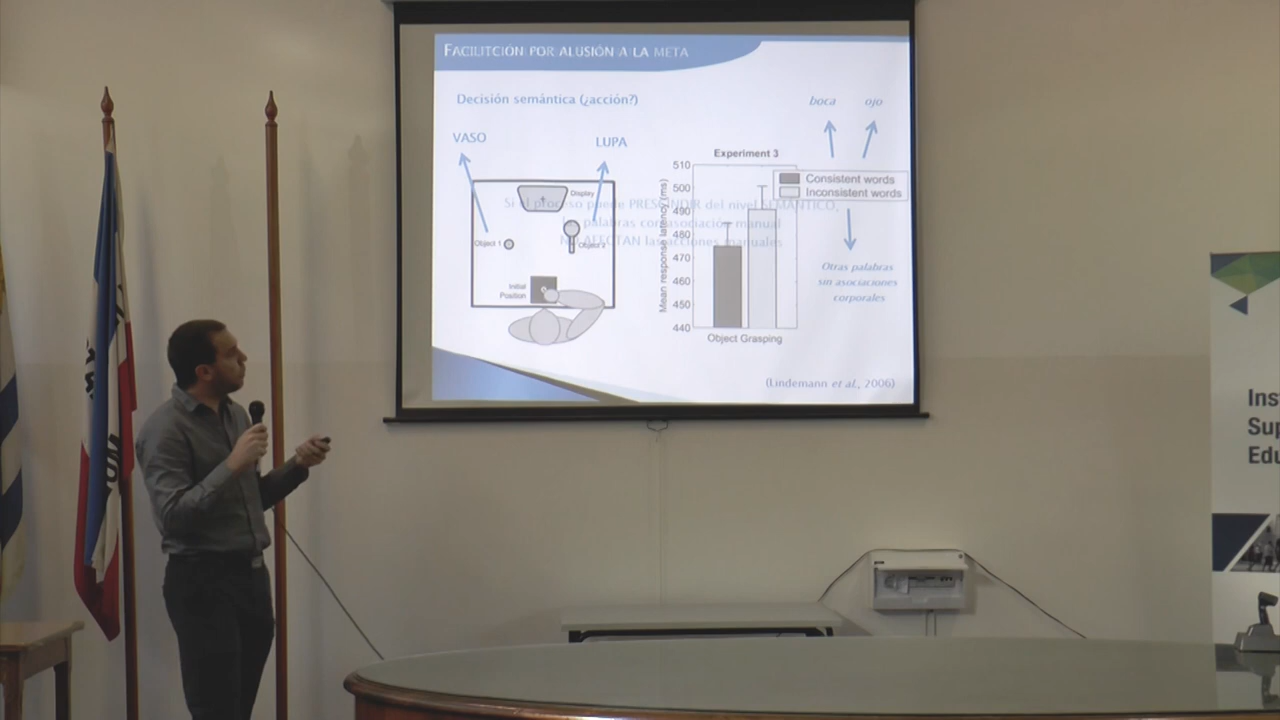 FACILITCIÓN POR ALUSIÓN A LA META
Decisión semántica (¿acción?)
VASO
LUPA
Display
Object 1
Object 2
Initial
Position
Si el proceso puede PRESCINDIR del nivel SEMÁNTICO,
las palabras con asociación manual
NO AFECTAN las acciones manuales
Experiment 3
Mean response latency (ms)
510
500
490
480
470
460
450
440
Object Grasping
Consistent words
Inconsistent words
boca ojo
Otras palabras
sin asociaciones
corporales
(Lindemann et al., 2006)
Ins
Sup
Edu